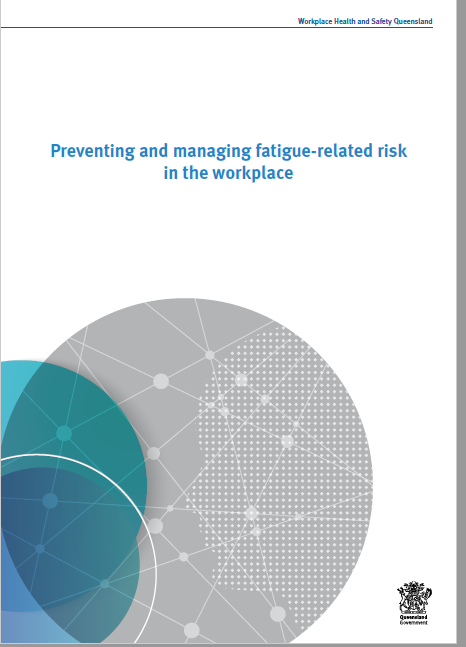 Workplace Health and Safety Queensland
Preventing and managing fatigue-related risk
in the workplace
Queensland
Government